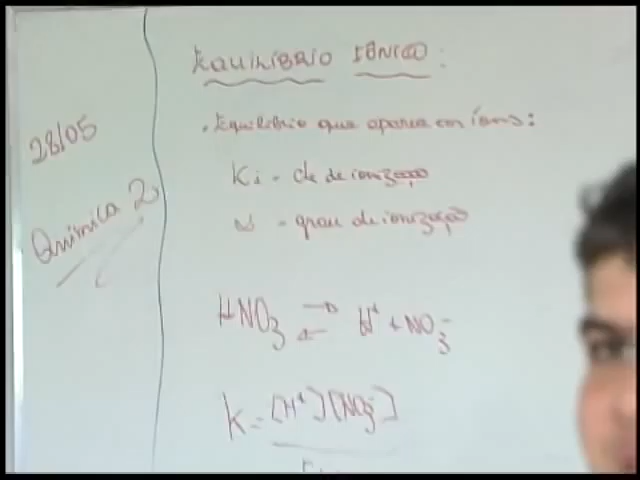 28/05
Química 2
Equilíbrio Iônico:
. Equilíbrio que aparece em íons:
Ki - cte de ionização
α - grau de ionização
HNO3 ⇌ H+ + NO3-
K = [H+][NO3-]